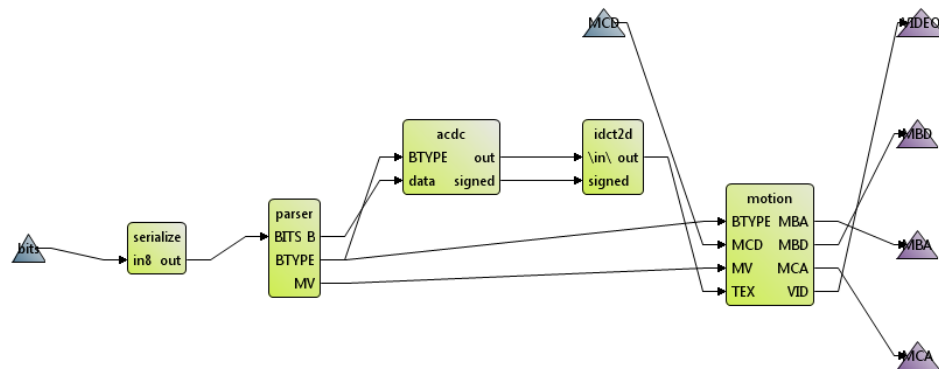 MCD
VIDEO
acdc
BTYPE out
data signed
idct2d
\in\ out
signed
MBD
bits
serialize
in8 out
parser
BITS B
BTYPE
MV
motion
BTYPE MBA
MCD MBD
MV MCA
TEX VID
MBA
MCA